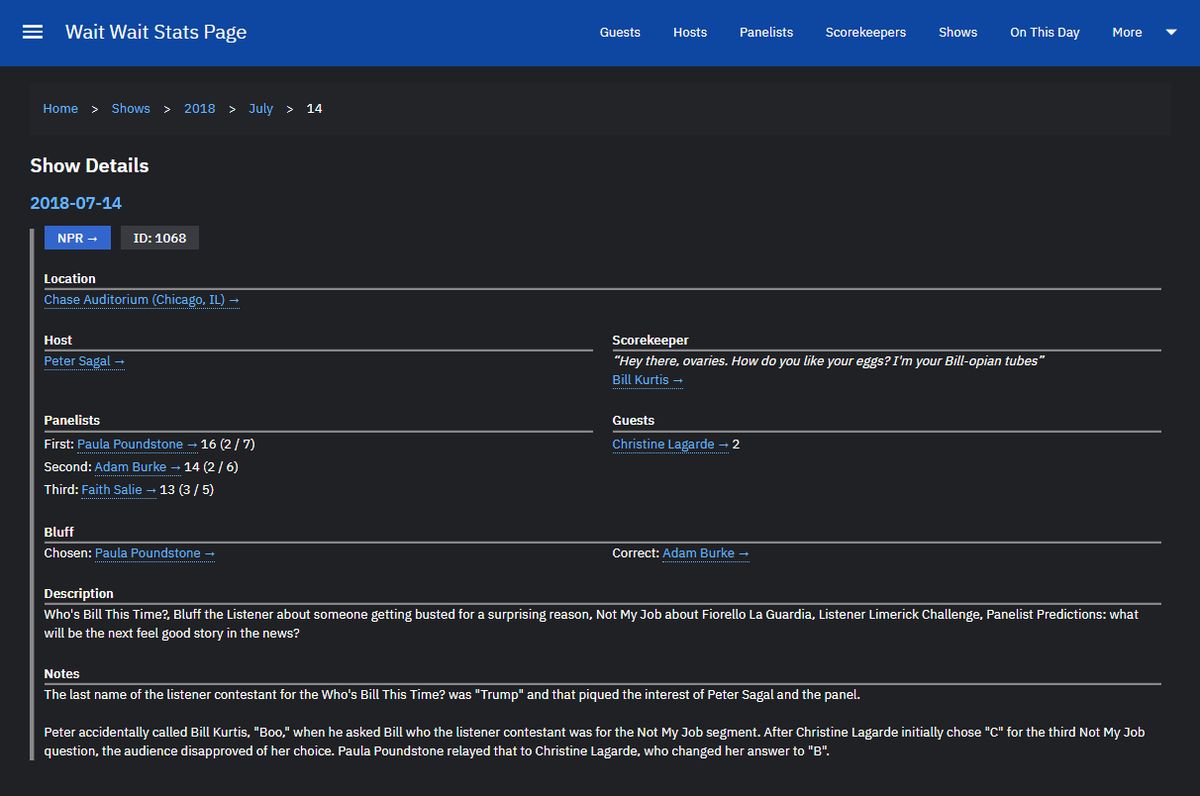 Wait Wait Stats Page
Guests Hosts Panelists Scorekeepers Shows On This Day More
Home > Shows > 2018 > July > 14
Show Details
2018-07-14
NPR → ID: 1068
Location
Chase Auditorium (Chicago, IL) →
Host
Peter Sagal →
Scorekeeper
“Hey there, ovaries. How do you like your eggs? I'm your Bill-opian tubes”
Bill Kurtis →
Panelists
First: Paula Poundstone → 16 (2 / 7)
Second: Adam Burke → 14 (2 / 6)
Third: Faith Salie → 13 (3 / 5)
Guests
Christine Lagarde → 2
Bluff
Chosen: Paula Poundstone →
Correct: Adam Burke →
Description
Who's Bill This Time?, Bluff the Listener about someone getting busted for a surprising reason, Not My Job about Fiorello La Guardia, Listener Limerick Challenge, Panelist Predictions: what
will be the next feel good story in the news?
Notes
The last name of the listener contestant for the Who's Bill This Time? was "Trump" and that piqued the interest of Peter Sagal and the panel.
Peter accidentally called Bill Kurtis, "Boo," when he asked Bill who the listener contestant was for the Not My Job segment. After Christine Lagarde initially chose "C" for the third Not My Job
question, the audience disapproved of her choice. Paula Poundstone relayed that to Christine Lagarde, who changed her answer to "B".